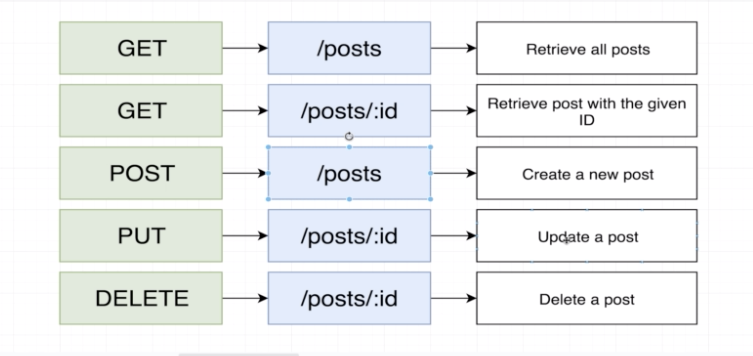 GET
/posts
Retrieve all posts
GET
/posts/:id
Retrieve post with the given
ID
POST
/posts
Create a new post
PUT
/posts/:id
Update a post
DELETE
/posts/:id
Delete a post